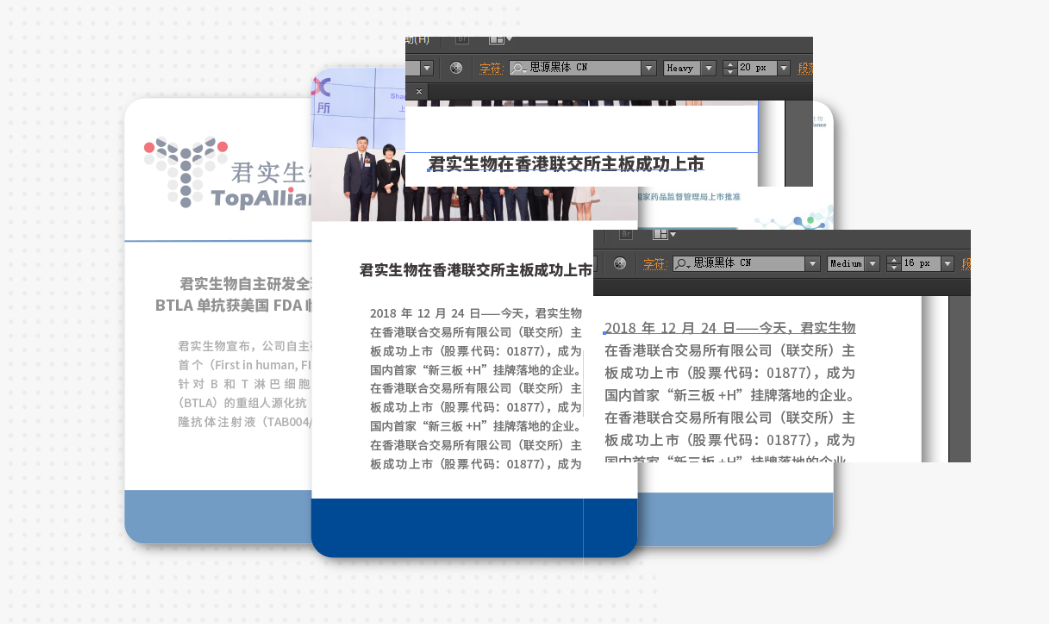 助(H)
Br
字符:
思源黑体 CN
Heavy
20 px
段落
×
所
君实生物在香港联交所主板成功上市
国家药品监督管理局上市批准
君实生物
TopAllian
君实生物自主研发全
BTLA 单抗获美国 FDA 临
君实生物宣布，公司自主研
首个（First in human, FI
针对 B 和 T 淋巴细胞
（BTLA）的重组人源化抗
隆抗体注射液（TAB004/
君实生物在香港联交所主板成功上市
2018 年 12 月 24 日——今天，君实生物
在香港联合交易所有限公司（联交所）主
板成功上市（股票代码：01877），成为
国内首家“新三板 +H”挂牌落地的企业。
在香港联合交易所有限公司（联交所）主
板成功上市（股票代码：01877），成为
国内首家“新三板 +H”挂牌落地的企业。
在香港联合交易所有限公司（联交所）主
板成功上市（股票代码：01877），成为
Br
字符:
思源黑体 CN
Medium
16 px
段
2018 年 12 月 24 日——今天，君实生物
在香港联合交易所有限公司（联交所）主
板成功上市（股票代码：01877），成为
国内首家“新三板 +H”挂牌落地的企业。
在香港联合交易所有限公司（联交所）主
板成功上市（股票代码：01877），成为
国内首家“新三板 +H”挂牌落地的企业